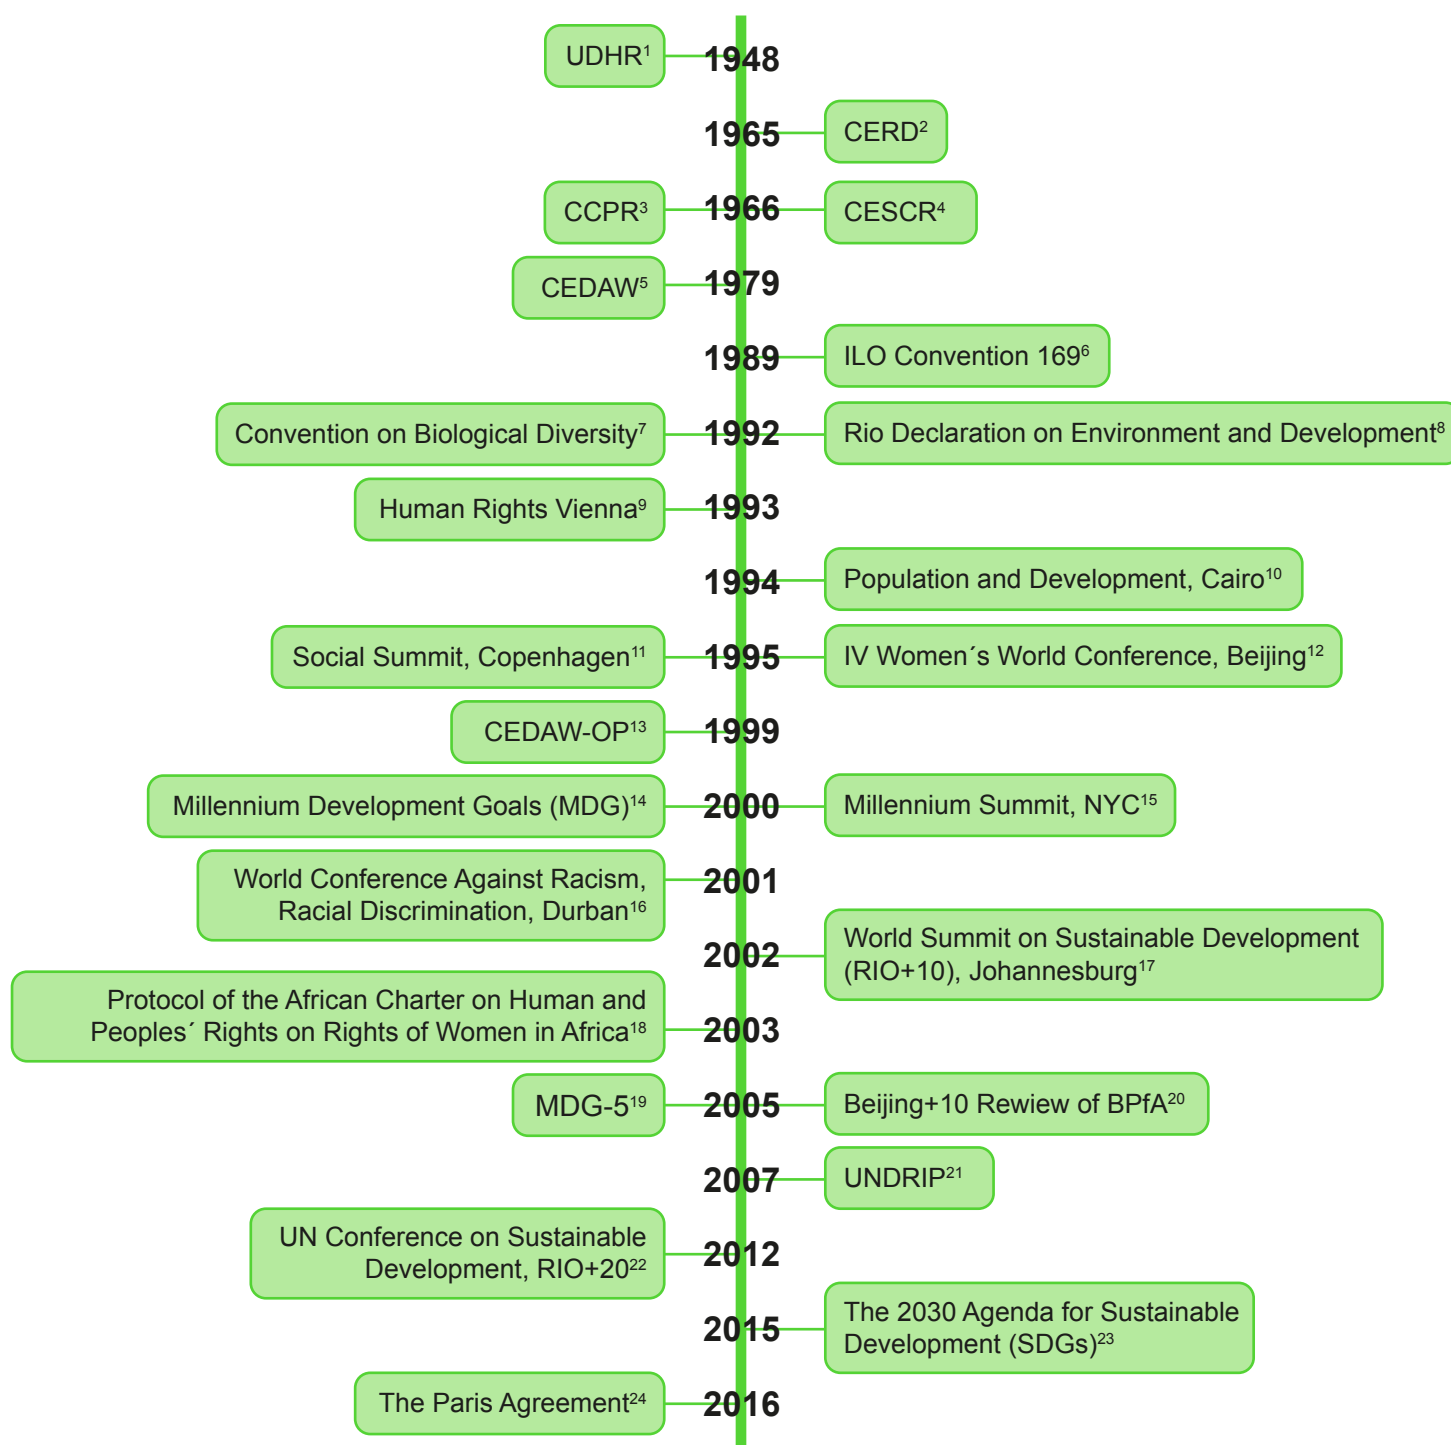 UDHR¹
1948
1965
CERD²
CCPR³
1966
CESCR⁴
CEDAW⁵
1979
1989
ILO Convention 169⁶
Convention on Biological Diversity⁷
1992
Rio Declaration on Environment and Development⁸
Human Rights Vienna⁹
1993
1994
Population and Development, Cairo¹⁰
Social Summit, Copenhagen¹¹
1995
IV Women´s World Conference, Beijing¹²
CEDAW-OP¹³
1999
Millennium Development Goals (MDG)¹⁴
2000
Millennium Summit, NYC¹⁵
World Conference Against Racism,
Racial Discrimination, Durban¹⁶
2001
2002
World Summit on Sustainable Development
(RIO+10), Johannesburg¹⁷
Protocol of the African Charter on Human and
Peoples´ Rights on Rights of Women in Africa¹⁸
2003
MDG-5¹⁹
2005
Beijing+10 Rewiew of BPfA²⁰
2007
UNDRIP²¹
UN Conference on Sustainable
Development, RIO+20²²
2012
2015
The 2030 Agenda for Sustainable
Development (SDGs)²³
The Paris Agreement²⁴
2016